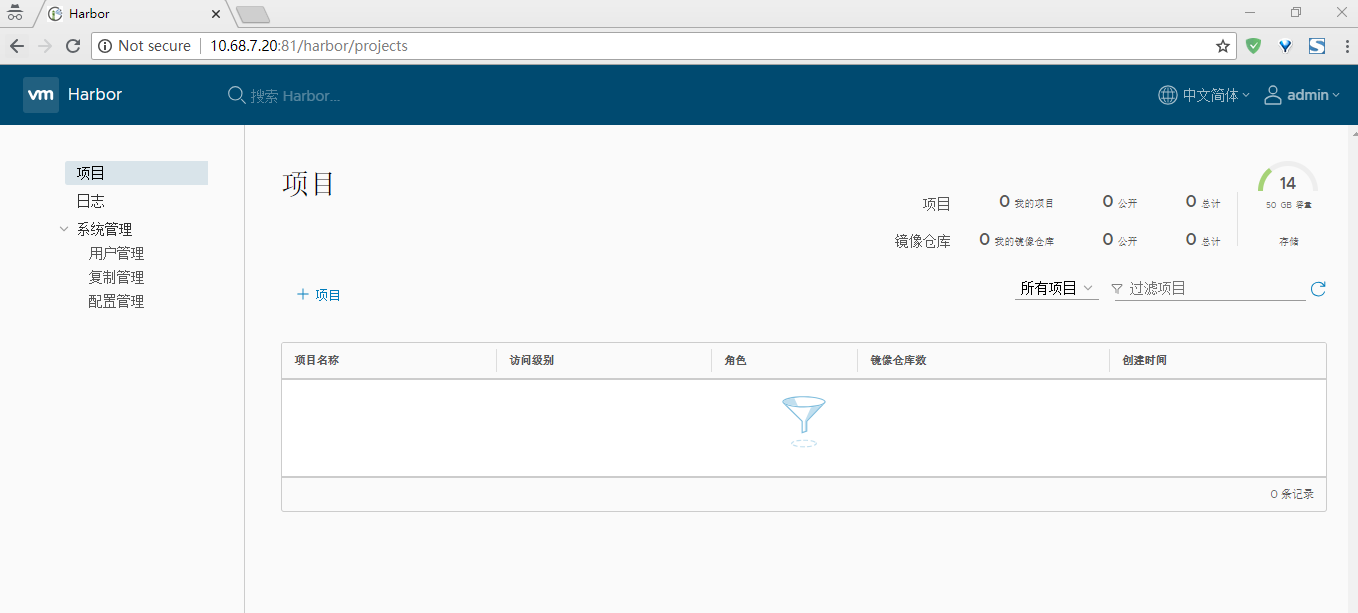 Harbor
Not secure 10.68.7.20:81/harbor/projects
vm Harbor 搜索 Harbor... 中文简体 admin
项目
日志
系统管理
用户管理
复制管理
配置管理
项目
项目 0 我的项目 0 公开 0 总计
镜像仓库 0 我的镜像仓库 0 公开 0 总计
14
50 GB 容量
存储
+ 项目 所有项目 过滤项目
项目名称 访问级别 角色 镜像仓库数 创建时间
0 条记录